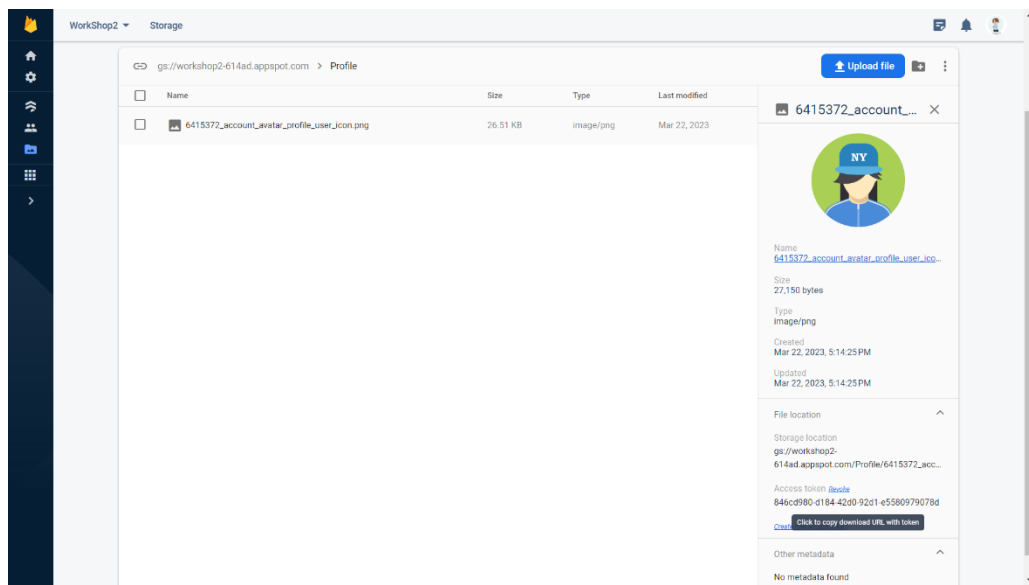 WorkShop2 Storage
gs://workshop2-614ad.appspot.com > Profile
Upload file
Name Size Type Last modified
6415372_account_avatar_profile_user_icon.png 26.51 KB image/png Mar 22, 2023
6415372_account_...
NY
Name
6415372_account_avatar_profile_user_ico...
Size
27,150 bytes
Type
image/png
Created
Mar 22, 2023, 5:14:25 PM
Updated
Mar 22, 2023, 5:14:25 PM
File location
Storage location
gs://workshop2-
614ad.appspot.com/Profile/6415372_acc...
Access token Revoke
846cd980-d184-42d0-92d1-e5580979078d
Click to copy download URL with token
Other metadata
No metadata found